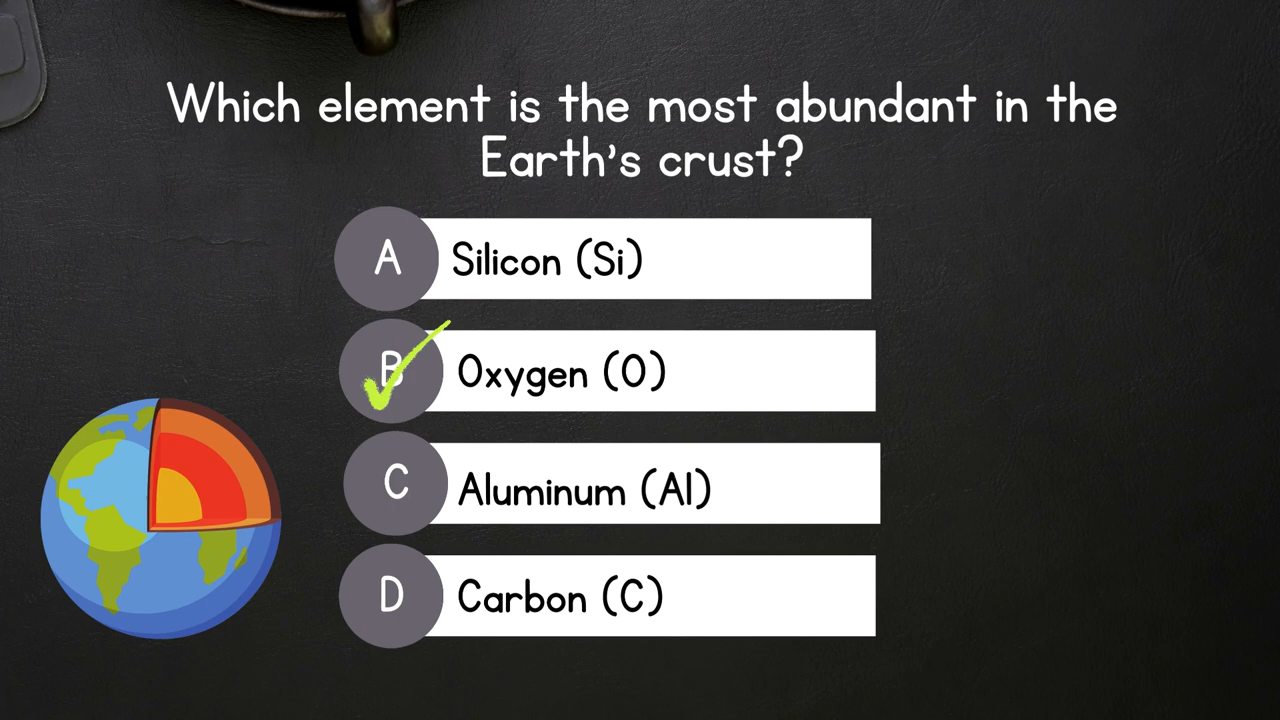 Which element is the most abundant in the
Earth's crust?
A Silicon (Si)
B Oxygen (O)
C Aluminum (Al)
D Carbon (C)